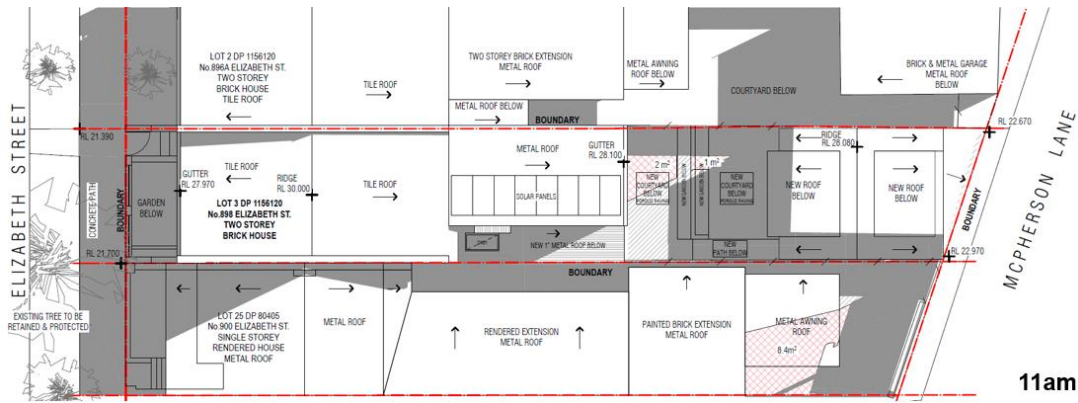 ELIZABETH STREET
EXISTING TREE TO BE
RETAINED & PROTECTED
CONCRETE PATH
RL 21.390
RL 21.700
BOUNDARY
GARDEN
BELOW
LOT 2 DP 1156120
No.896A ELIZABETH ST.
TWO STOREY
BRICK HOUSE
TILE ROOF
TILE ROOF
TWO STOREY BRICK EXTENSION
METAL ROOF
METAL ROOF BELOW
BOUNDARY
METAL AWNING
ROOF BELOW
COURTYARD BELOW
BRICK & METAL GARAGE
METAL ROOF
BELOW
RL 22.670
GUTTER
RL 27.970
TILE ROOF
RIDGE
RL 30.000
TILE ROOF
LOT 3 DP 1156120
No.898 ELIZABETH ST.
TWO STOREY
BRICK HOUSE
METAL ROOF
SOLAR PANELS
NEW 1° METAL ROOF BELOW
GUTTER
RL 28.100
2 m²
1 m²
NEW
COURTYARD
BELOW
POROUS PAVING
NEW
COURTYARD
BELOW
POROUS PAVING
NEW
PATH BELOW
RIDGE
RL 26.080
NEW ROOF
BELOW
NEW ROOF
BELOW
RL 22.970
MCPHERSON LANE
BOUNDARY
LOT 25 DP 80405
No.900 ELIZABETH ST.
SINGLE STOREY
RENDERED HOUSE
METAL ROOF
METAL ROOF
RENDERED EXTENSION
METAL ROOF
PAINTED BRICK EXTENSION
METAL ROOF
METAL AWNING
ROOF
8.4m²
11am